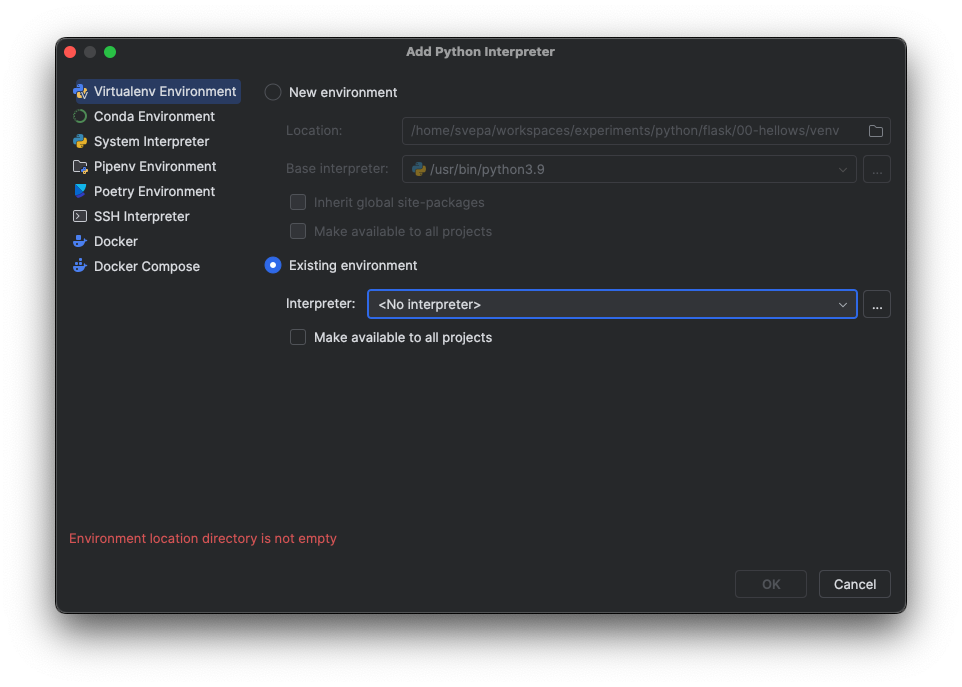 Add Python Interpreter
Virtualenv Environment
Conda Environment
System Interpreter
Pipenv Environment
Poetry Environment
SSH Interpreter
Docker
Docker Compose
New environment
Location: /home/svepa/workspaces/experiments/python/flask/00-hellows/venv
Base interpreter: /usr/bin/python3.9 ...
Inherit global site-packages
Make available to all projects
Existing environment
Interpreter: <No interpreter> ...
Make available to all projects
Environment location directory is not empty
OK Cancel